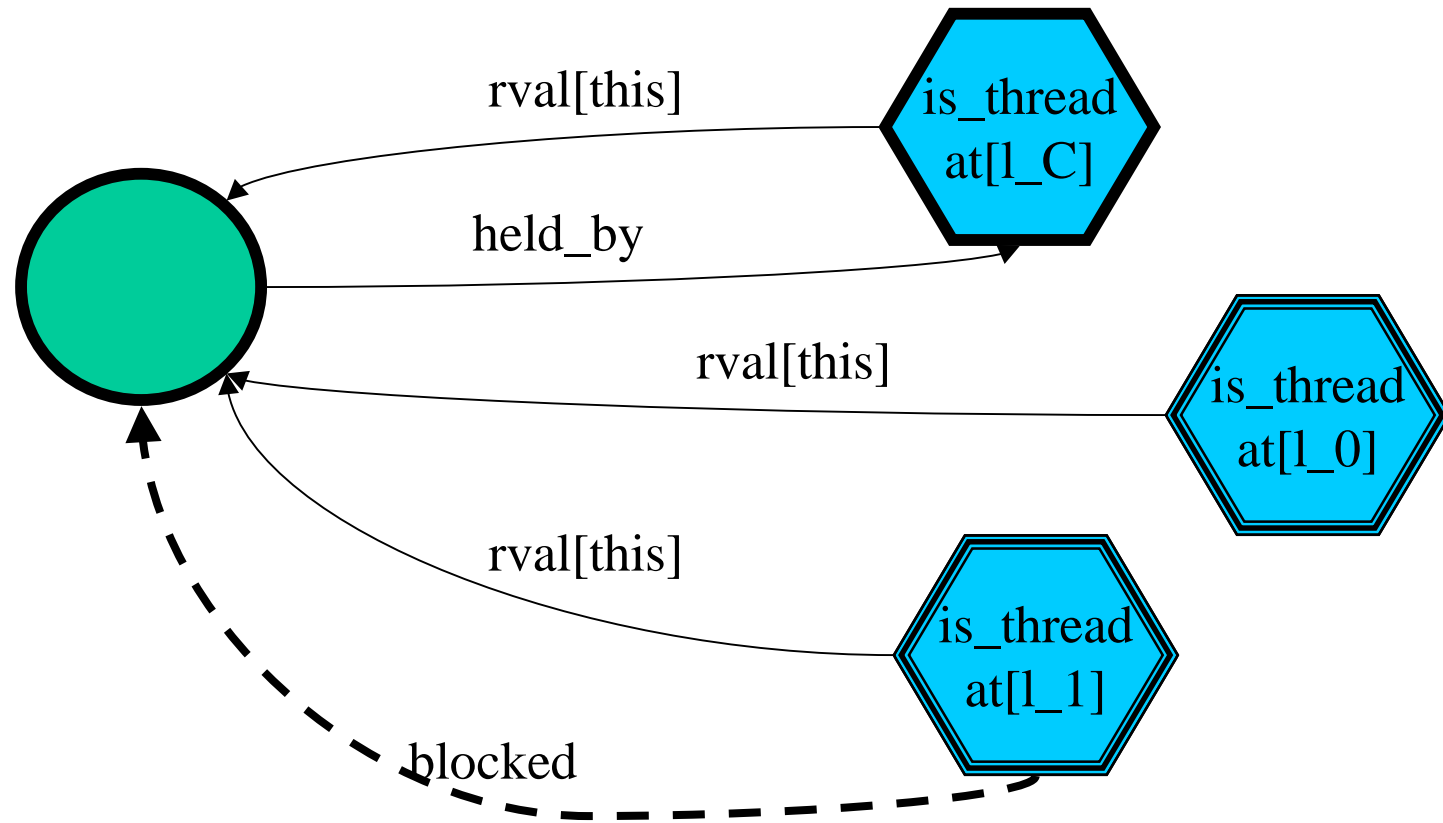 rval[this]
is_thread
at[l_C]
held_by
rval[this]
is_thread
at[l_0]
rval[this]
is_thread
at[l_1]
blocked